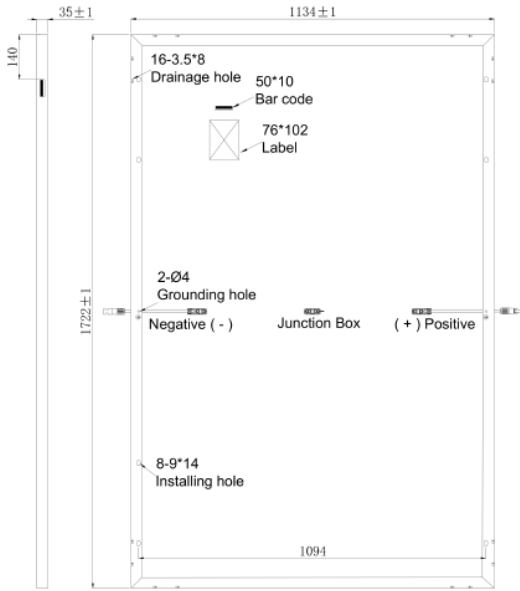 35±1
1134±1
140
16-3.5*8
Drainage hole
50*10
Bar code
76*102
Label
2-Ø4
Grounding hole
1722±1
Negative ( - )
Junction Box
( + ) Positive
8-9*14
Installing hole
1094